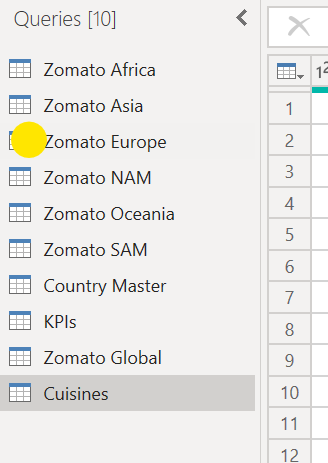 Queries [10]
Zomato Africa
Zomato Asia
Zomato Europe
Zomato NAM
Zomato Oceania
Zomato SAM
Country Master
KPIs
Zomato Global
Cuisines
1
2
3
4
5
6
7
8
9
10
11
12